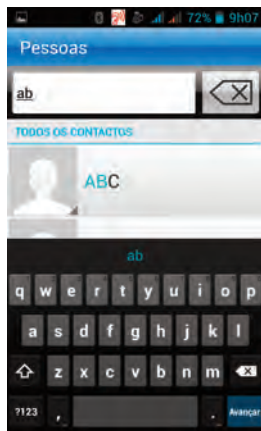 72% 9h07
Pessoas
ab
TODOS OS CONTACTOS
ABC
ab
q w e r t y u i o p
a s d f g h j k l
z x c v b n m
?123 , . Avançar